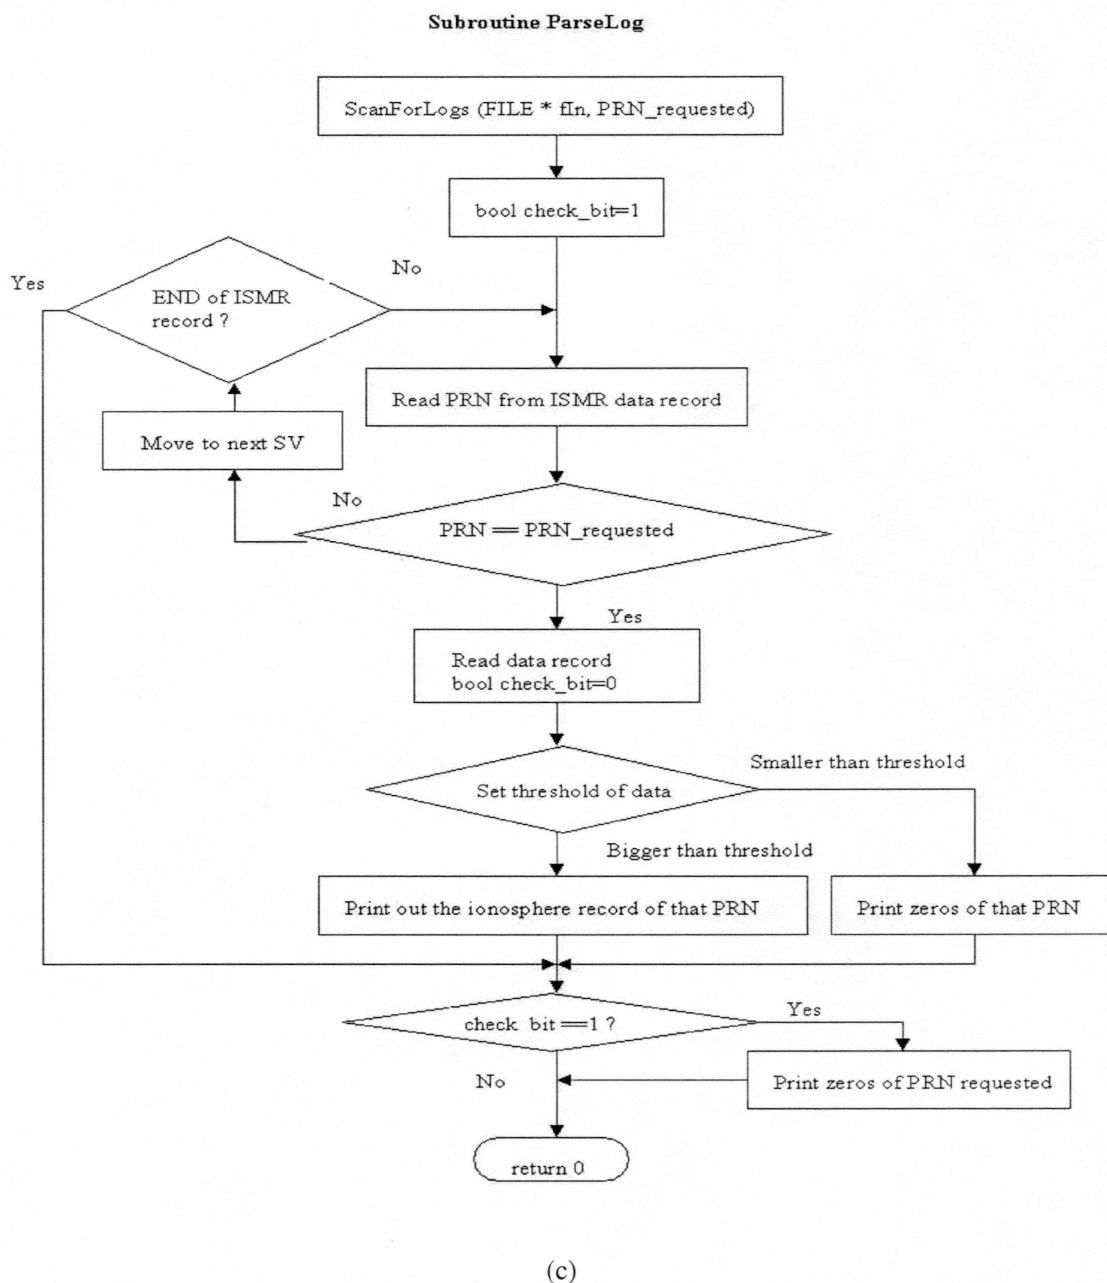 Subroutine ParseLog
ScanForLogs (FILE * fIn, PRN_requested)
bool check_bit=1
No
Yes
END of ISMR
record ?
Read PRN from ISMR data record
Move to next SV
No
PRN == PRN_requested
Yes
Read data record
bool check_bit=0
Smaller than threshold
Set threshold of data
Bigger than threshold
Print out the ionosphere record of that PRN
Print zeros of that PRN
Yes
check bit ==1 ?
No
Print zeros of PRN requested
return 0
(c)